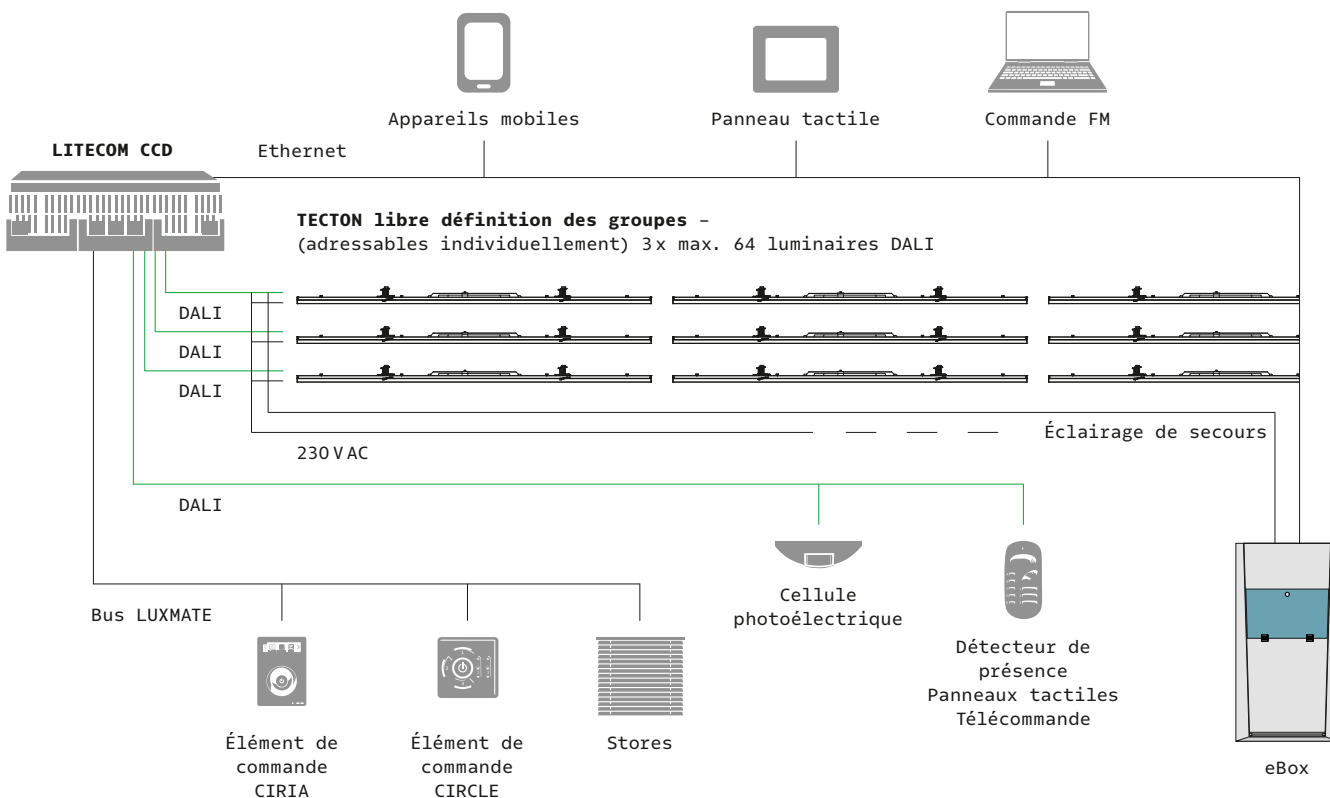 Appareils mobiles
Panneau tactile
Commande FM
LITECOM CCD
Ethernet
TECTON libre définition des groupes –
(adressables individuellement) 3 x max. 64 luminaires DALI
DALI
DALI
DALI
Éclairage de secours
230 V AC
DALI
Cellule
photoélectrique
Bus LUXMATE
Détecteur de
présence
Panneaux tactiles
Télécommande
Élément de
commande
CIRIA
Élément de
commande
CIRCLE
Stores
eBox